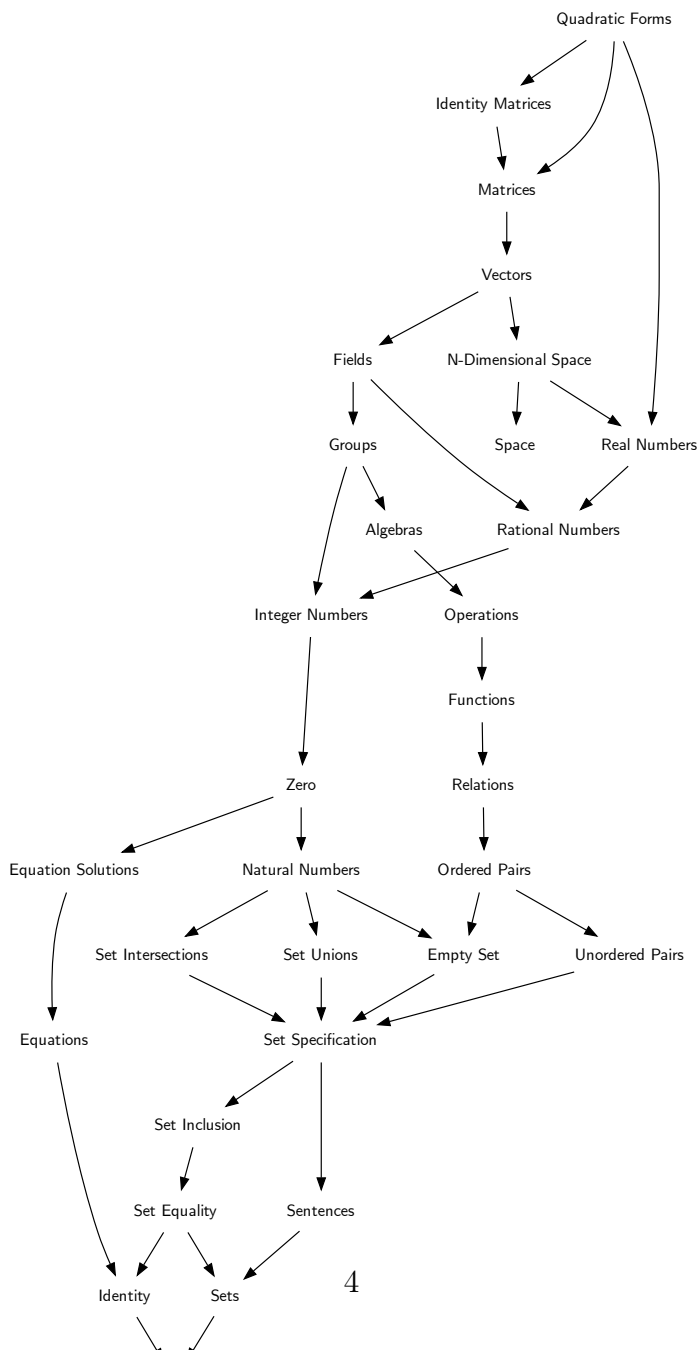 Quadratic Forms
Identity Matrices
Matrices
Vectors
Fields
N-Dimensional Space
Groups
Space
Real Numbers
Algebras
Rational Numbers
Integer Numbers
Operations
Functions
Zero
Relations
Equation Solutions
Natural Numbers
Ordered Pairs
Set Intersections
Set Unions
Empty Set
Unordered Pairs
Equations
Set Specification
Set Inclusion
Set Equality
Sentences
Identity
Sets
4